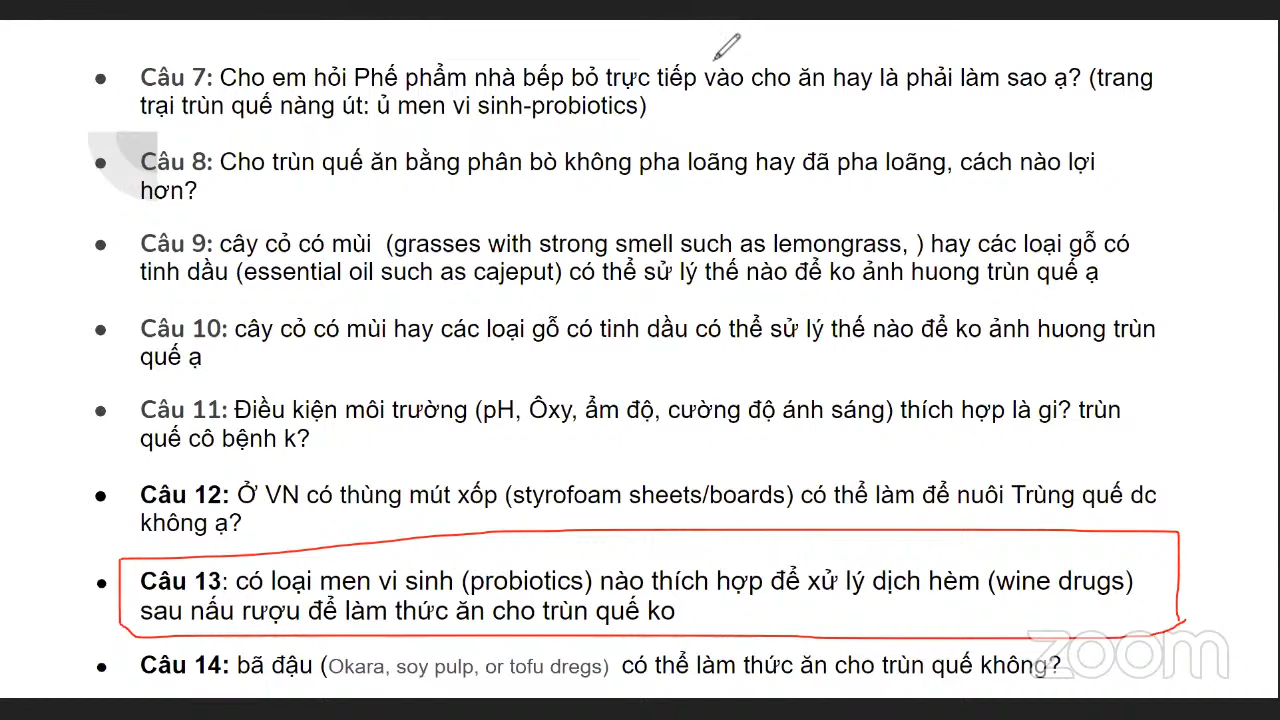 Câu 7: Cho em hỏi Phế phẩm nhà bếp bỏ trực tiếp vào cho ăn hay là phải làm sao ạ? (trang
trại trùn quế nàng út: ủ men vi sinh-probiotics)
Câu 8: Cho trùn quế ăn bằng phân bò không pha loãng hay đã pha loãng, cách nào lợi
hơn?
Câu 9: cây cỏ có mùi (grasses with strong smell such as lemongrass, ) hay các loại gỗ có
tinh dầu (essential oil such as cajeput) có thể sử lý thế nào để ko ảnh huong trùn quế ạ
Câu 10: cây cỏ có mùi hay các loại gỗ có tinh dầu có thể sử lý thế nào để ko ảnh huong trùn
quế ạ
Câu 11: Điều kiện môi trường (pH, Ôxy, ẩm độ, cường độ ánh sáng) thích hợp là gi? trùn
quế cô bệnh k?
Câu 12: Ở VN có thùng mút xốp (styrofoam sheets/boards) có thể làm để nuôi Trùng quế dc
không ạ?
Câu 13: có loại men vi sinh (probiotics) nào thích hợp để xử lý dịch hèm (wine drugs)
sau nấu rượu để làm thức ăn cho trùn quế ko
Câu 14: bã đậu (Okara, soy pulp, or tofu dregs) có thể làm thức ăn cho trùn quế không?
zoom